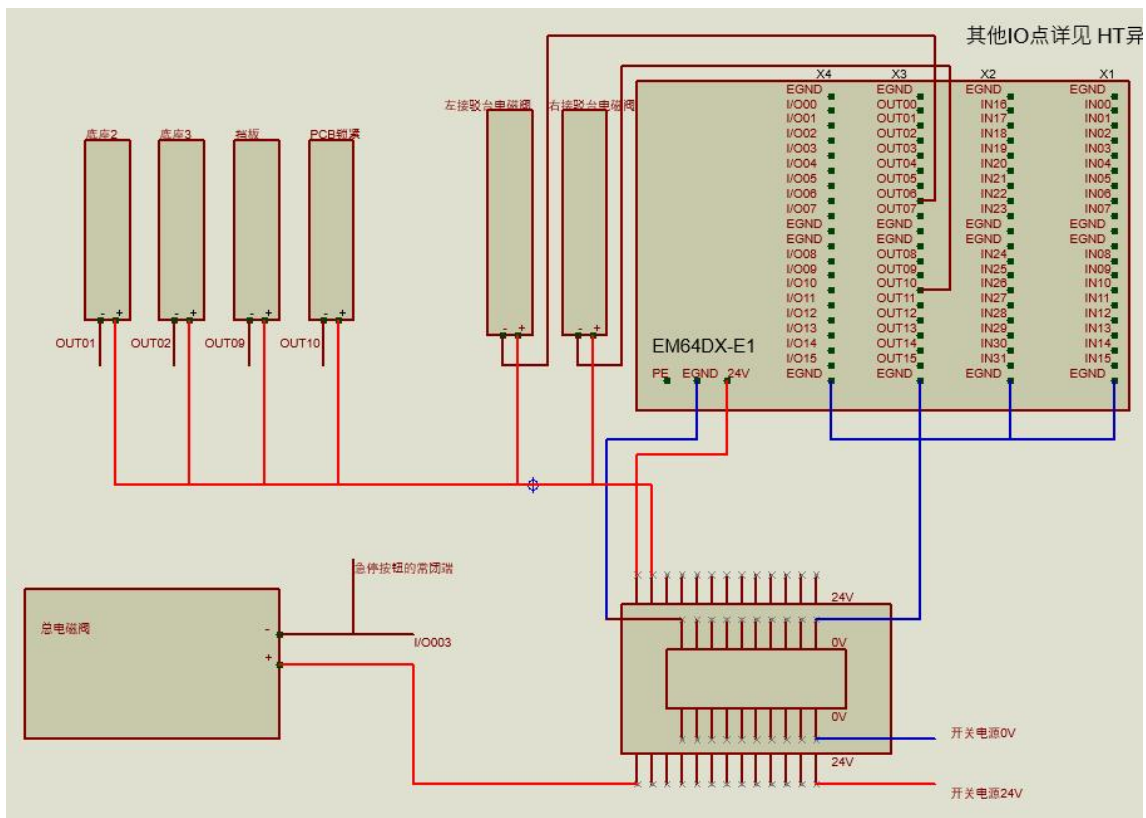 其他IO点详见 HT异
X4 X3 X2 X1
左接驳台电磁阀 右接驳台电磁阀
底座2 底座3 挡板 PCB锁紧
EGND EGND EGND EGND
I/O00 OUT00 IN16 IN00
I/O01 OUT01 IN17 IN01
I/O02 OUT02 IN18 IN02
I/O03 OUT03 IN19 IN03
I/O04 OUT04 IN20 IN04
I/O05 OUT05 IN21 IN05
I/O06 OUT06 IN22 IN06
I/O07 OUT07 IN23 IN07
EGND EGND EGND EGND
EGND EGND EGND EGND
I/O08 OUT08 IN24 IN08
I/O09 OUT09 IN25 IN09
I/O10 OUT10 IN26 IN10
I/O11 OUT11 IN27 IN11
I/O12 OUT12 IN28 IN12
I/O13 OUT13 IN29 IN13
I/O14 OUT14 IN30 IN14
I/O15 OUT15 IN31 IN15
EGND EGND EGND EGND
- + - + - + - +
- + - +
OUT01 OUT02 OUT09 OUT10
EM64DX-E1
PE EGND 24V
急停按钮的常闭端
总电磁阀
-
I/O003
+
24V
0V
0V
开关电源0V
24V
开关电源24V